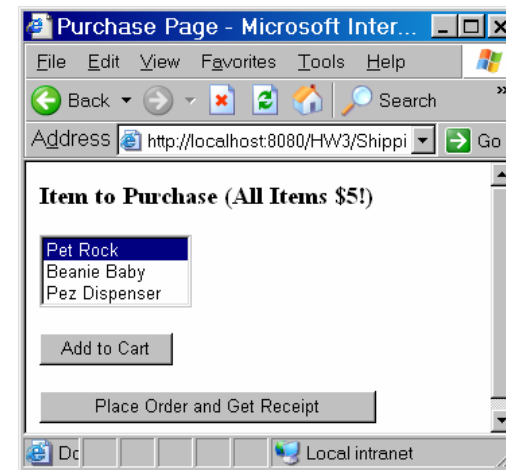 Purchase Page - Microsoft Inter...
File Edit View Favorites Tools Help
Back Search »
Address http://localhost:8080/HW3/Shippi Go
Item to Purchase (All Items $5!)
Pet Rock
Beanie Baby
Pez Dispenser
Add to Cart
Place Order and Get Receipt
Dc Local intranet